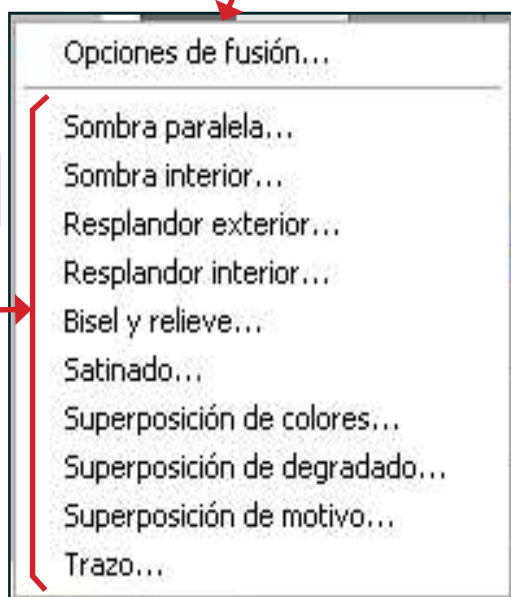 Opciones de fusión...
Sombra paralela...
Sombra interior...
Resplandor exterior...
Resplandor interior...
Bisel y relieve...
Satinado...
Superposición de colores...
Superposición de degradado...
Superposición de motivo...
Trazo...